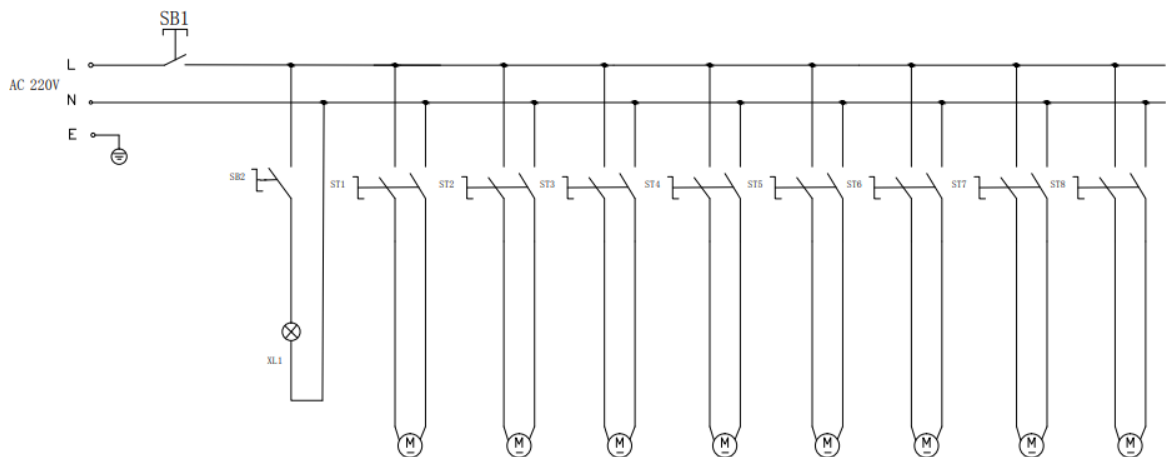 SB1
L
AC 220V
N
E
SB2
ST1
ST2
ST3
ST4
ST5
ST6
ST7
ST8
XL1
M
M
M
M
M
M
M
M